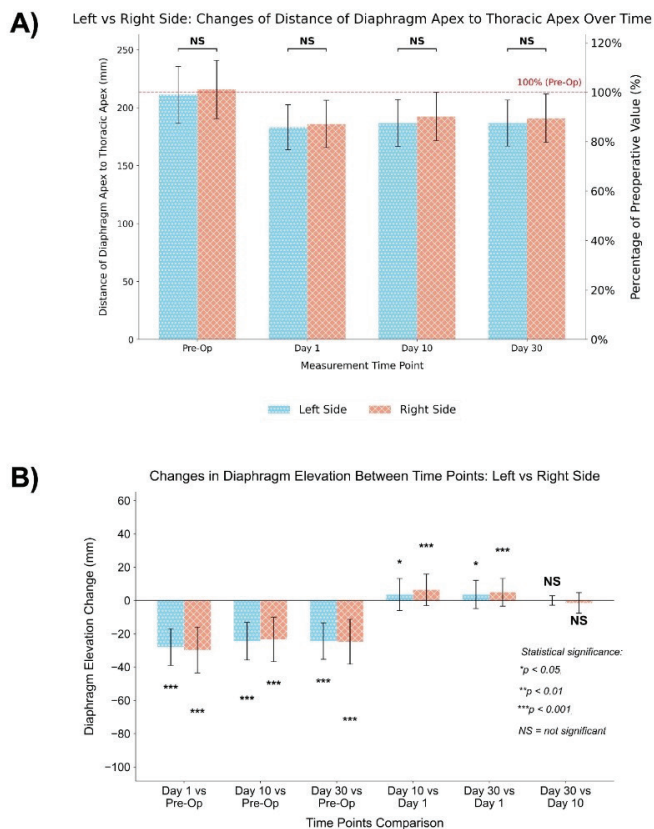 A)
Left vs Right Side: Changes of Distance of Diaphragm Apex to Thoracic Apex Over Time
Distance of Diaphragm Apex to Thoracic Apex (mm)
250
200
150
100
50
0
NS
NS
NS
NS
100% (Pre-Op)
120%
100%
80%
60%
40%
20%
0%
Percentage of Preoperative Value (%)
Pre-Op
Day 1
Day 10
Day 30
Measurement Time Point
Left Side
Right Side
B)
Changes in Diaphragm Elevation Between Time Points: Left vs Right Side
Diaphragm Elevation Change (mm)
60
40
20
0
−20
−40
−60
−80
−100
***
***
***
***
***
***
*
***
*
***
NS
NS
Statistical significance:
*p < 0.05
**p < 0.01
***p < 0.001
NS = not significant
Day 1 vs
Pre-Op
Day 10 vs
Pre-Op
Day 30 vs
Pre-Op
Day 10 vs
Day 1
Day 30 vs
Day 1
Day 30 vs
Day 10
Time Points Comparison